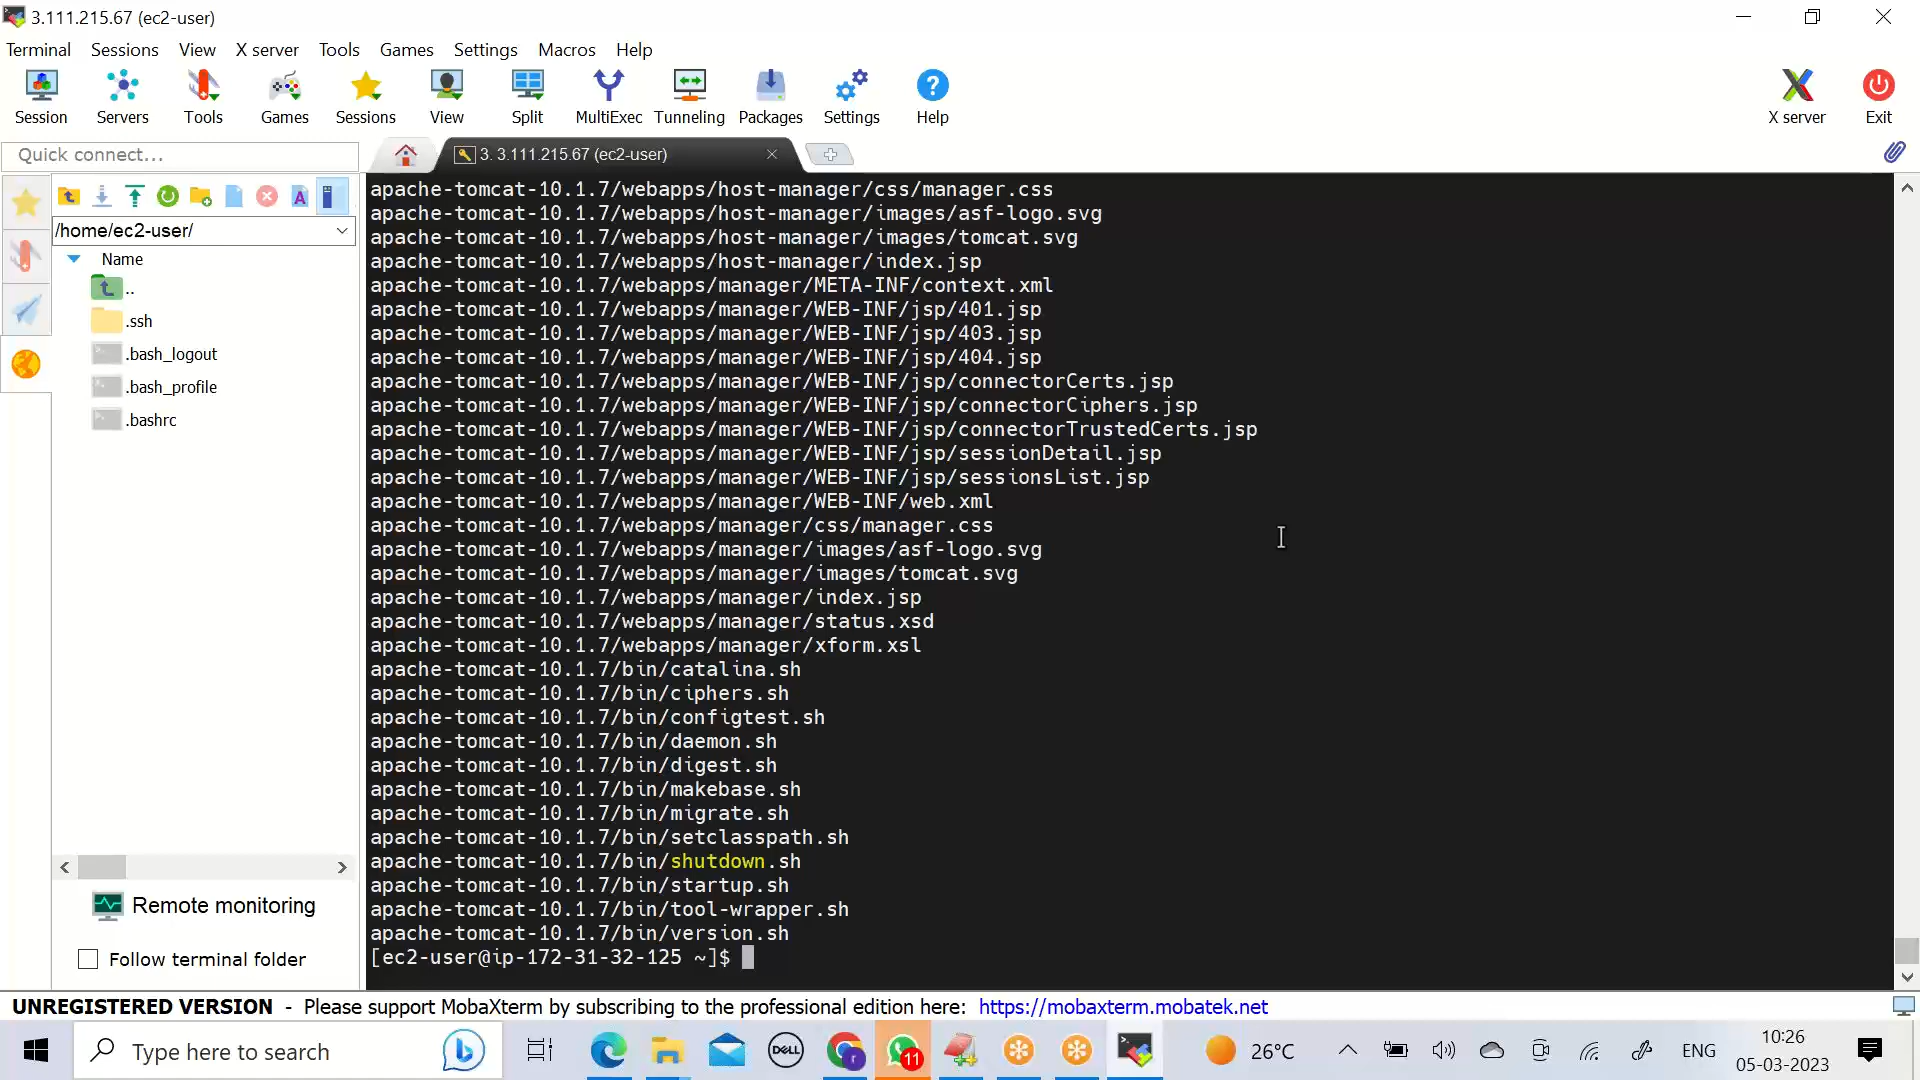 3.111.215.67 (ec2-user)
Terminal Sessions View X server Tools Games Settings Macros Help
Session Servers Tools Games Sessions View Split MultiExec Tunneling Packages Settings Help X server Exit
Quick connect...
3. 3.111.215.67 (ec2-user)
/home/ec2-user/
Name
..
.ssh
.bash_logout
.bash_profile
.bashrc
Remote monitoring
Follow terminal folder
apache-tomcat-10.1.7/webapps/host-manager/css/manager.css
apache-tomcat-10.1.7/webapps/host-manager/images/asf-logo.svg
apache-tomcat-10.1.7/webapps/host-manager/images/tomcat.svg
apache-tomcat-10.1.7/webapps/host-manager/index.jsp
apache-tomcat-10.1.7/webapps/manager/META-INF/context.xml
apache-tomcat-10.1.7/webapps/manager/WEB-INF/jsp/401.jsp
apache-tomcat-10.1.7/webapps/manager/WEB-INF/jsp/403.jsp
apache-tomcat-10.1.7/webapps/manager/WEB-INF/jsp/404.jsp
apache-tomcat-10.1.7/webapps/manager/WEB-INF/jsp/connectorCerts.jsp
apache-tomcat-10.1.7/webapps/manager/WEB-INF/jsp/connectorCiphers.jsp
apache-tomcat-10.1.7/webapps/manager/WEB-INF/jsp/connectorTrustedCerts.jsp
apache-tomcat-10.1.7/webapps/manager/WEB-INF/jsp/sessionDetail.jsp
apache-tomcat-10.1.7/webapps/manager/WEB-INF/jsp/sessionsList.jsp
apache-tomcat-10.1.7/webapps/manager/WEB-INF/web.xml
apache-tomcat-10.1.7/webapps/manager/css/manager.css
apache-tomcat-10.1.7/webapps/manager/images/asf-logo.svg
apache-tomcat-10.1.7/webapps/manager/images/tomcat.svg
apache-tomcat-10.1.7/webapps/manager/index.jsp
apache-tomcat-10.1.7/webapps/manager/status.xsd
apache-tomcat-10.1.7/webapps/manager/xform.xsl
apache-tomcat-10.1.7/bin/catalina.sh
apache-tomcat-10.1.7/bin/ciphers.sh
apache-tomcat-10.1.7/bin/configtest.sh
apache-tomcat-10.1.7/bin/daemon.sh
apache-tomcat-10.1.7/bin/digest.sh
apache-tomcat-10.1.7/bin/makebase.sh
apache-tomcat-10.1.7/bin/migrate.sh
apache-tomcat-10.1.7/bin/setclasspath.sh
apache-tomcat-10.1.7/bin/shutdown.sh
apache-tomcat-10.1.7/bin/startup.sh
apache-tomcat-10.1.7/bin/tool-wrapper.sh
apache-tomcat-10.1.7/bin/version.sh
[ec2-user@ip-172-31-32-125 ~]$
UNREGISTERED VERSION - Please support MobaXterm by subscribing to the professional edition here: https://mobaxterm.mobatek.net
Type here to search
DELL
11
26°C
ENG
10:26
05-03-2023